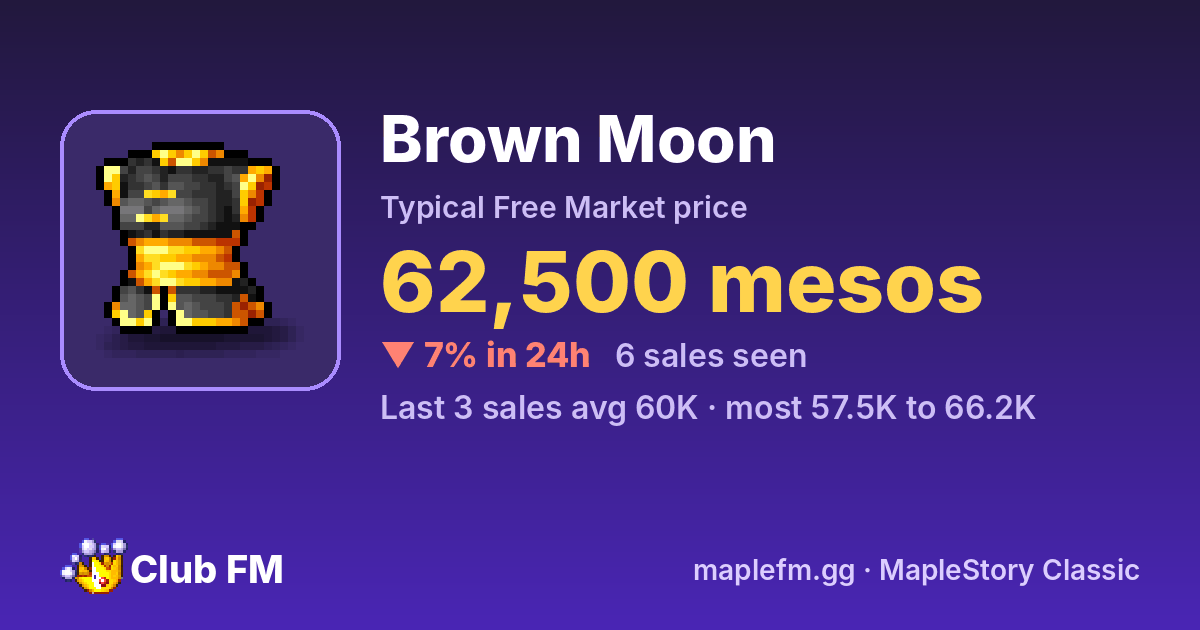 Brown Moon
Typical Free Market price
62,500 mesos
▼ 7% in 24h 6 sales seen
Last 3 sales avg 60K · most 57.5K to 66.2K
Club FM
maplefm.gg · MapleStory Classic